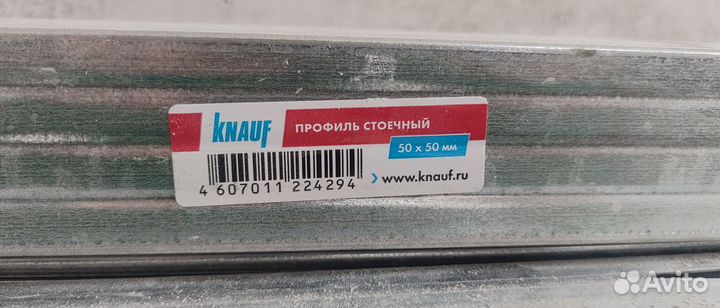 KNAUF
ПРОФИЛЬ СТОЕЧНЫЙ
50 x 50 мм
4 607011 224294
www.knauf.ru
Avito